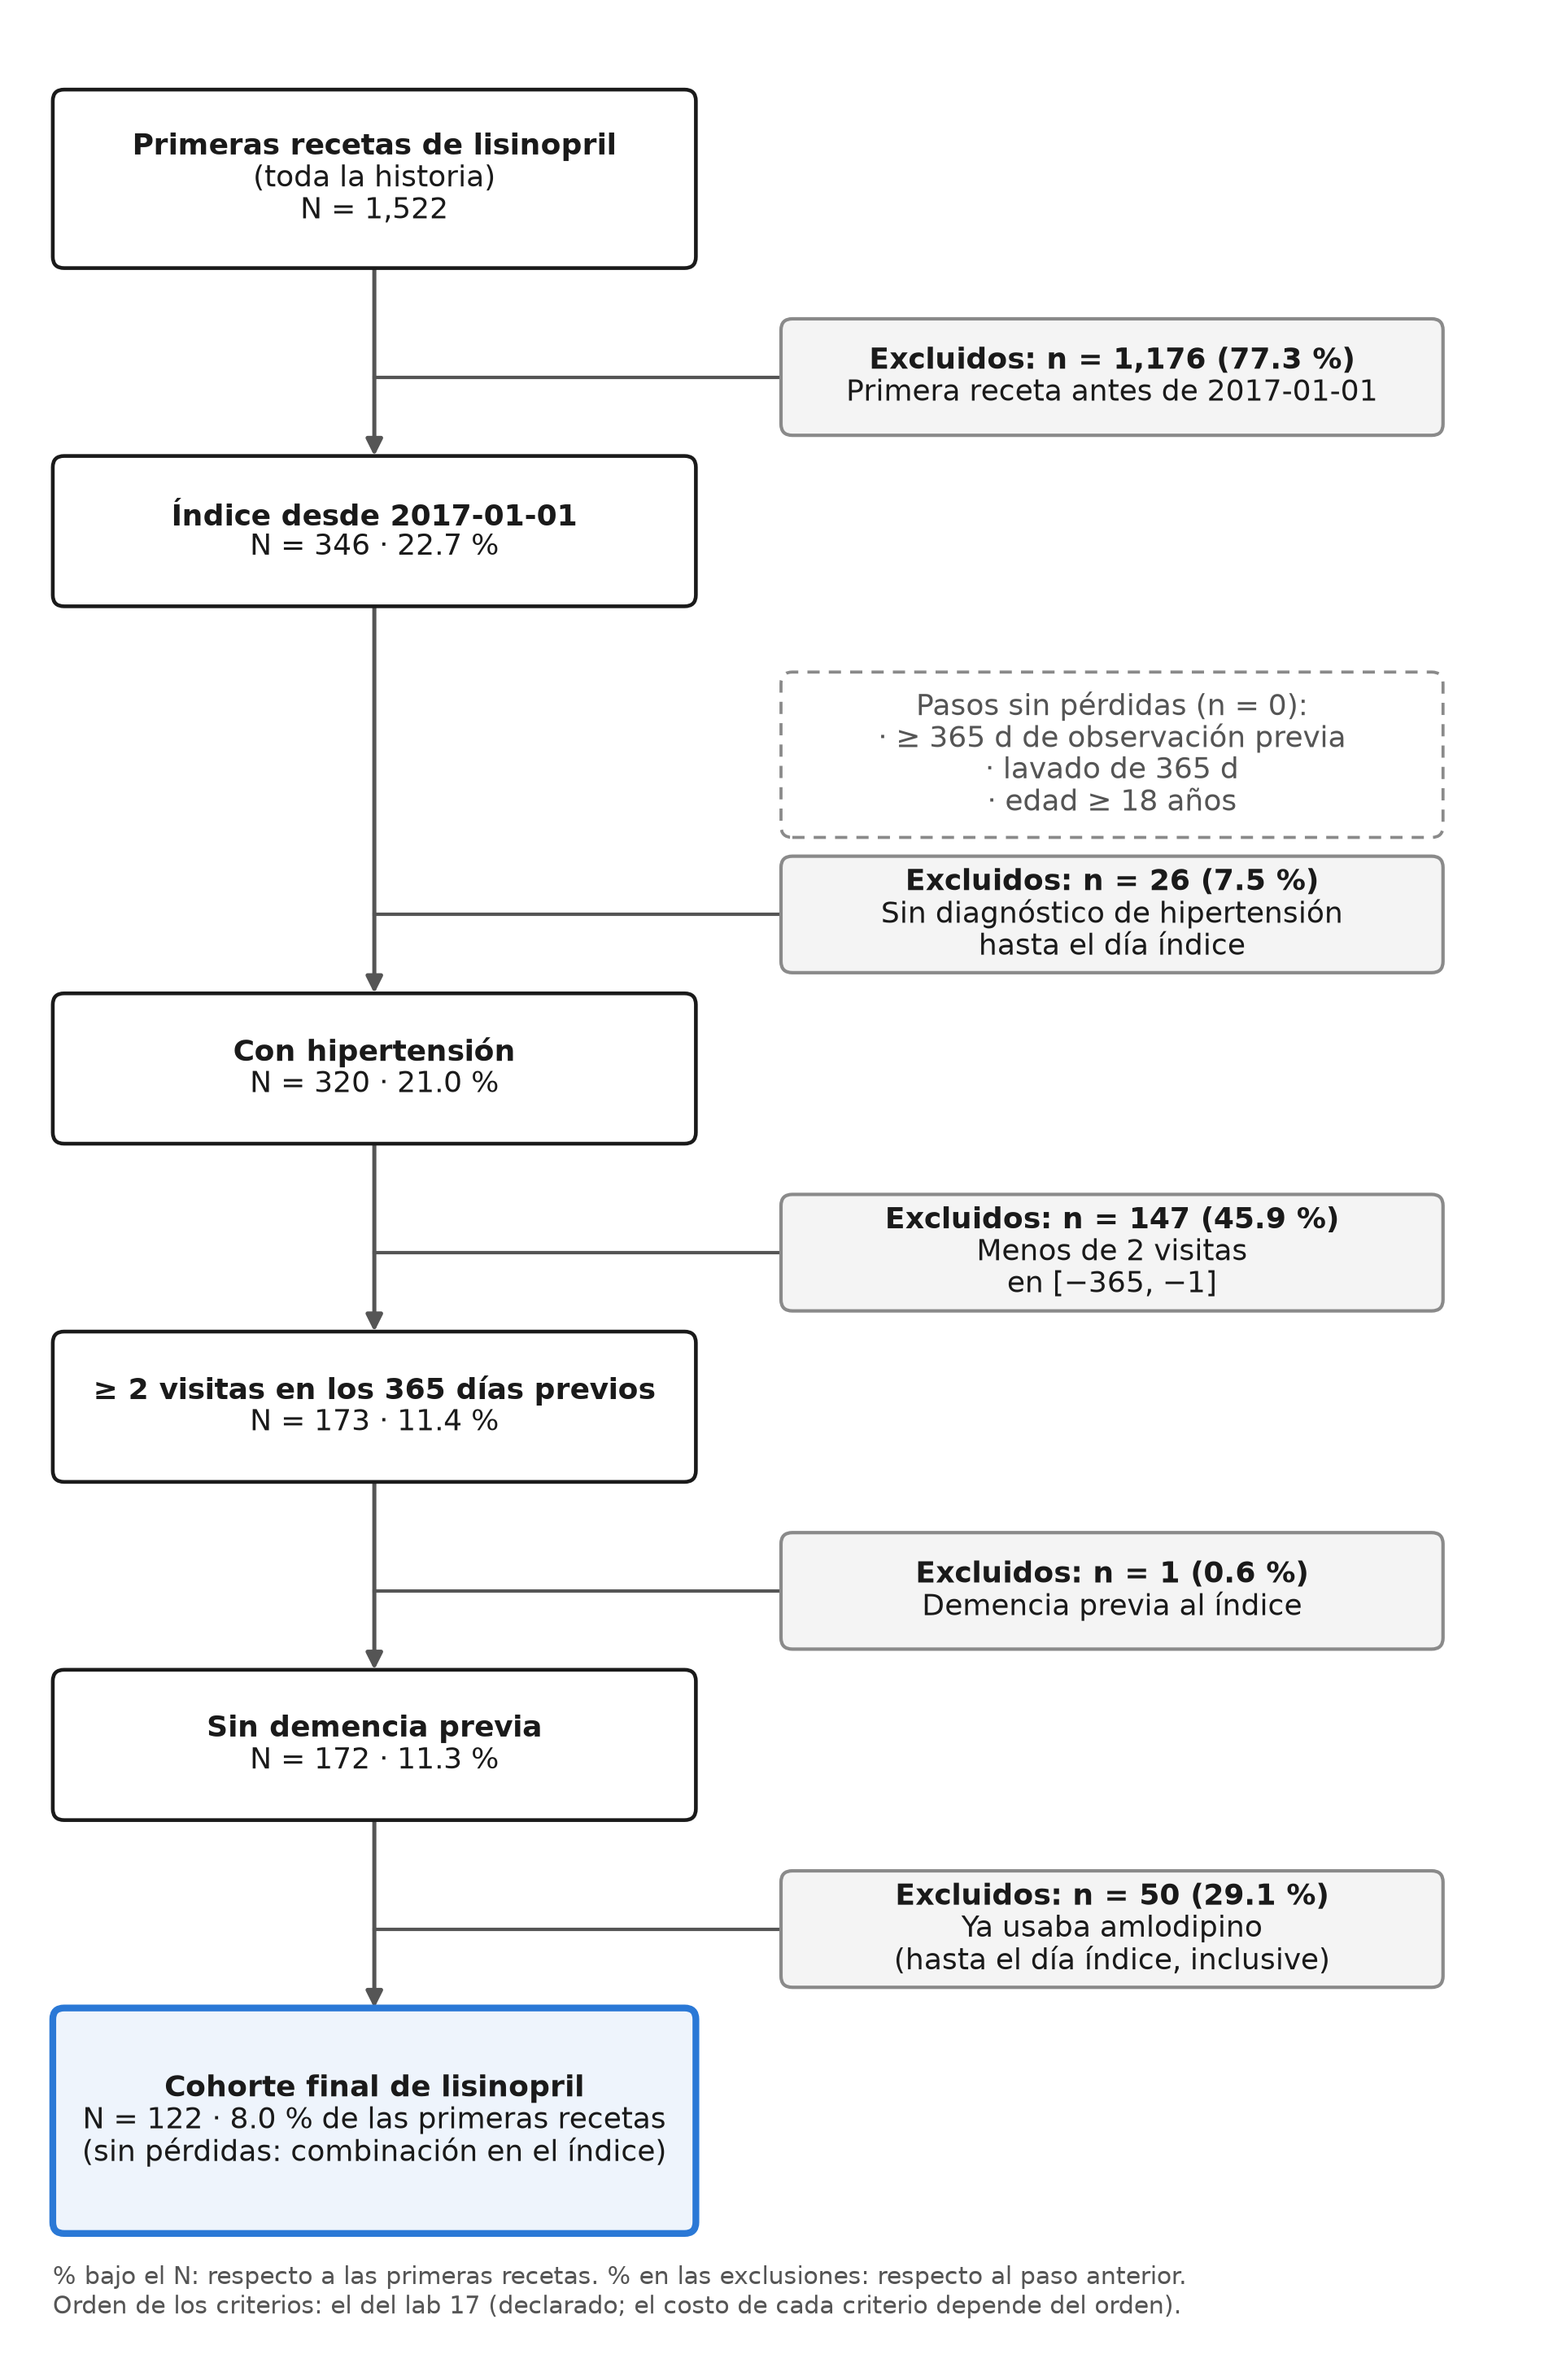 Primeras recetas de lisinopril
(toda la historia)
N = 1,522
Excluidos: n = 1,176 (77.3 %)
Primera receta antes de 2017-01-01
Índice desde 2017-01-01
N = 346 · 22.7 %
Pasos sin pérdidas (n = 0):
· ≥ 365 d de observación previa
· lavado de 365 d
· edad ≥ 18 años
Excluidos: n = 26 (7.5 %)
Sin diagnóstico de hipertensión
hasta el día índice
Con hipertensión
N = 320 · 21.0 %
Excluidos: n = 147 (45.9 %)
Menos de 2 visitas
en [−365, −1]
≥ 2 visitas en los 365 días previos
N = 173 · 11.4 %
Excluidos: n = 1 (0.6 %)
Demencia previa al índice
Sin demencia previa
N = 172 · 11.3 %
Excluidos: n = 50 (29.1 %)
Ya usaba amlodipino
(hasta el día índice, inclusive)
Cohorte final de lisinopril
N = 122 · 8.0 % de las primeras recetas
(sin pérdidas: combinación en el índice)
% bajo el N: respecto a las primeras recetas. % en las exclusiones: respecto al paso anterior.
Orden de los criterios: el del lab 17 (declarado; el costo de cada criterio depende del orden).